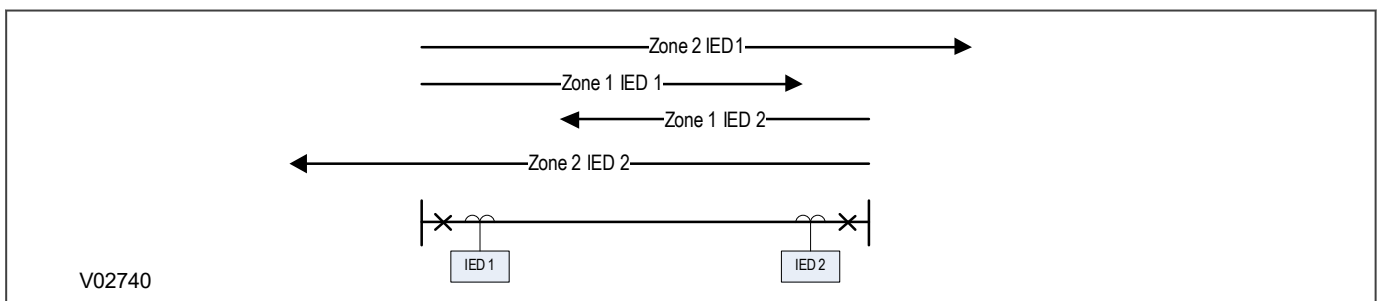 Zone 2 IED1
Zone 1 IED 1
Zone 1 IED 2
Zone 2 IED 2
IED 1
IED 2
V02740